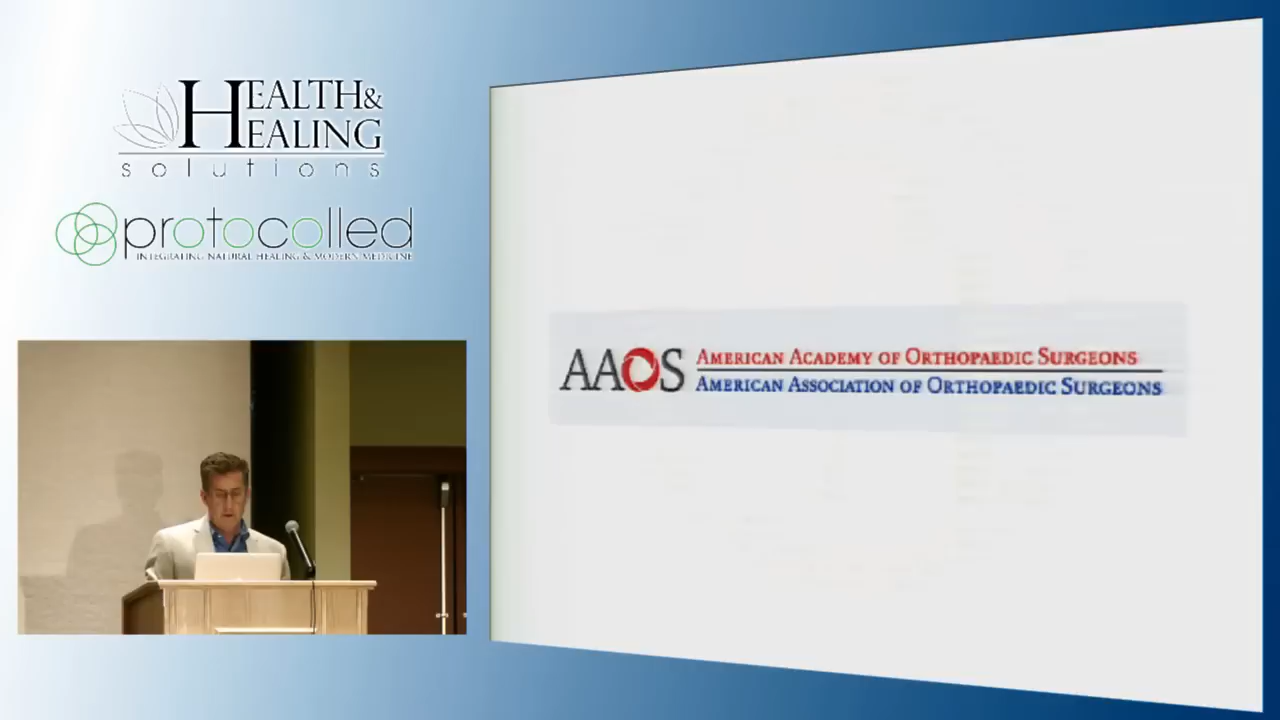 HEALTH&
HEALING
solutions
protocolled
INTEGRATING NATURAL HEALING & MODERN MEDICINE
AAOS
AMERICAN ACADEMY OF ORTHOPAEDIC SURGEONS
AMERICAN ASSOCIATION OF ORTHOPAEDIC SURGEONS